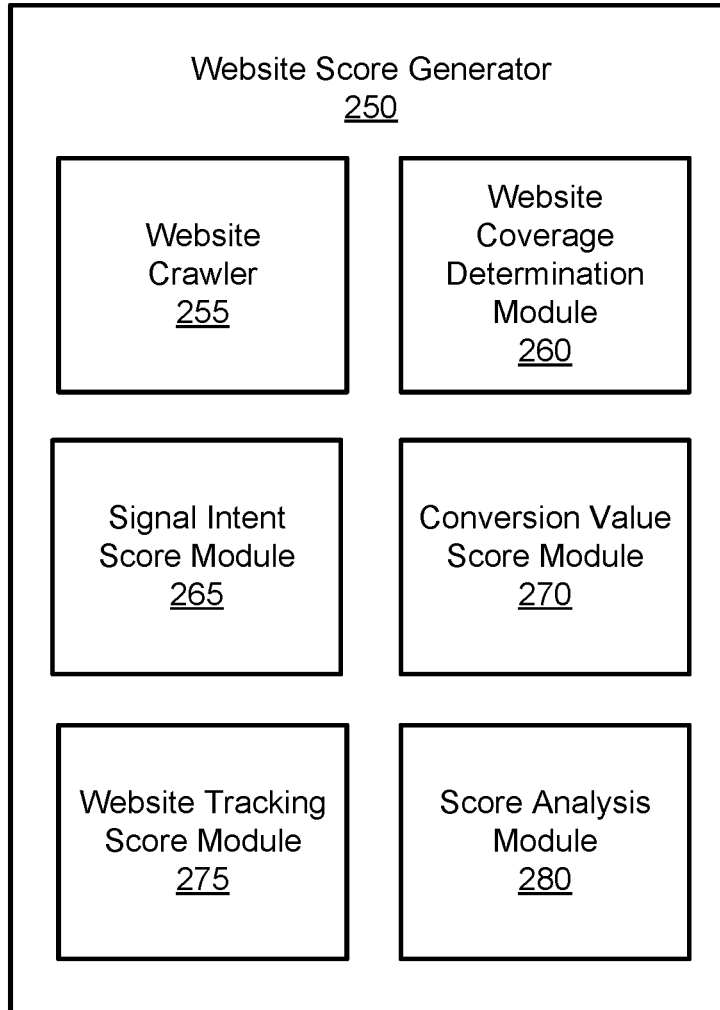 Website Score Generator
250
Website
Crawler
255
Website
Coverage
Determination
Module
260
Signal Intent
Score Module
265
Conversion Value
Score Module
270
Website Tracking
Score Module
275
Score Analysis
Module
280